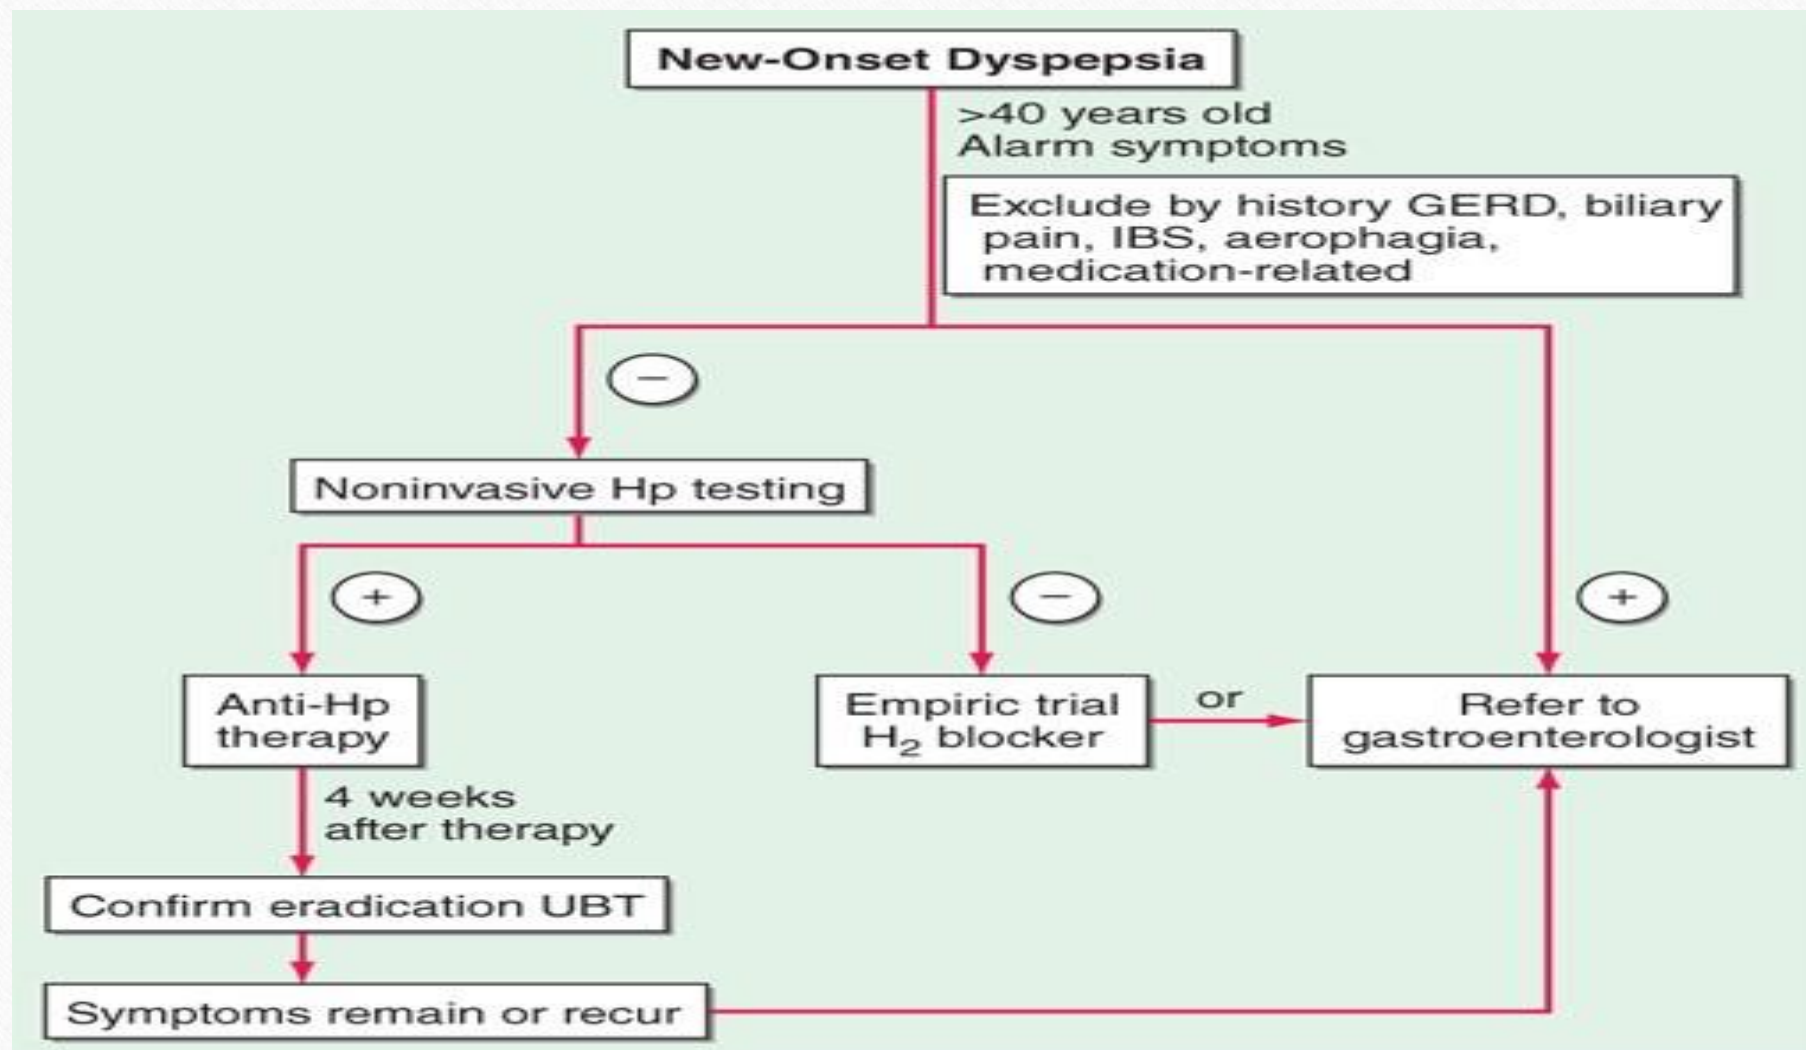 New-Onset Dyspepsia
>40 years old
Alarm symptoms
Exclude by history GERD, biliary
pain, IBS, aerophagia,
medication-related
−
Noninvasive Hp testing
+
−
+
Anti-Hp
therapy
Empiric trial
H₂ blocker
or
Refer to
gastroenterologist
4 weeks
after therapy
Confirm eradication UBT
Symptoms remain or recur